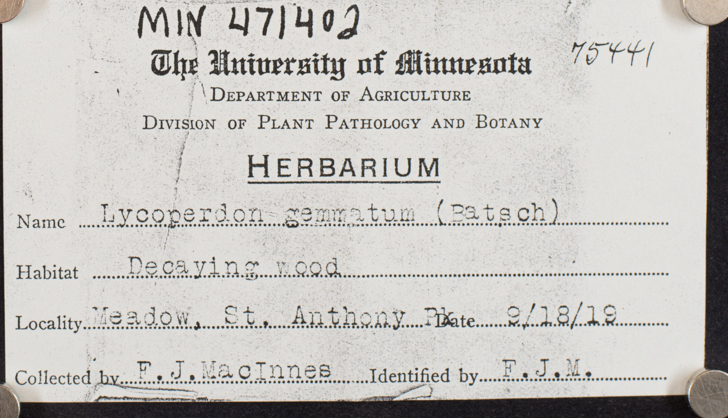 MIN 471402
75441
The University of Minnesota
DEPARTMENT OF AGRICULTURE
DIVISION OF PLANT PATHOLOGY AND BOTANY
HERBARIUM
Name Lycoperdon gemmatum (Batsch)
Habitat Decaying wood
Locality Meadow, St. Anthony Pk Date 9/18/19
Collected by F.J.MacInnes Identified by F.J.M.